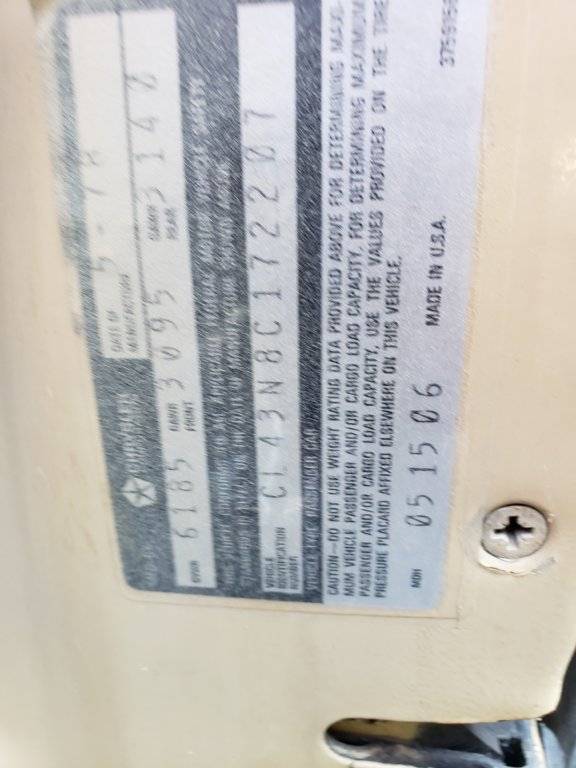 CHRYSLER
DATE OF MANUFACTURE 5-78
GVWR 6185 GAWR FRONT 3095 GAWR REAR 3140
VEHICLE IDENTIFICATION NUMBER CL43N8C172207
PASSENGER CAR
CAUTION—DO NOT USE WEIGHT RATING DATA PROVIDED ABOVE FOR DETERMINING MAXI-
MUM VEHICLE PASSENGER AND/OR CARGO LOAD CAPACITY. FOR DETERMINING MAXIMUM
PASSENGER AND/OR CARGO LOAD CAPACITY, USE THE VALUES PROVIDED ON THE TIRE
PRESSURE PLACARD AFFIXED ELSEWHERE ON THIS VEHICLE.
MDH 051506 MADE IN U.S.A.